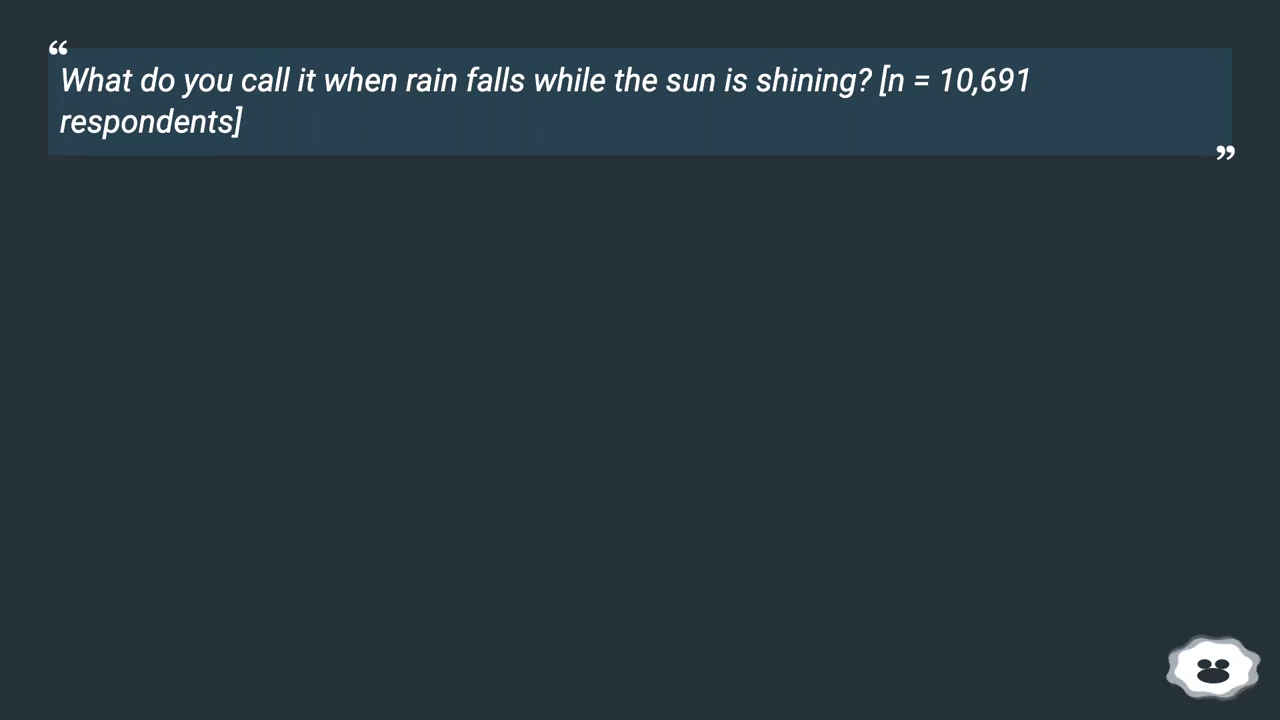 “
What do you call it when rain falls while the sun is shining? [n = 10,691
respondents]
”